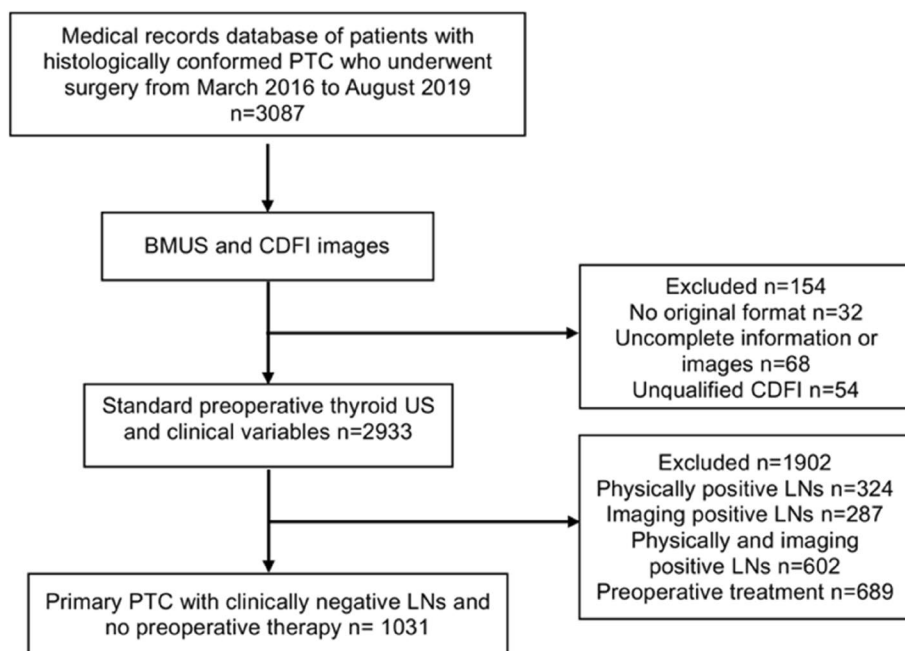 Medical records database of patients with
histologically conformed PTC who underwent
surgery from March 2016 to August 2019
n=3087
BMUS and CDFI images
Excluded n=154
No original format n=32
Uncomplete information or
images n=68
Unqualified CDFI n=54
Standard preoperative thyroid US
and clinical variables n=2933
Excluded n=1902
Physically positive LNs n=324
Imaging positive LNs n=287
Physically and imaging
positive LNs n=602
Preoperative treatment n=689
Primary PTC with clinically negative LNs and
no preoperative therapy n= 1031